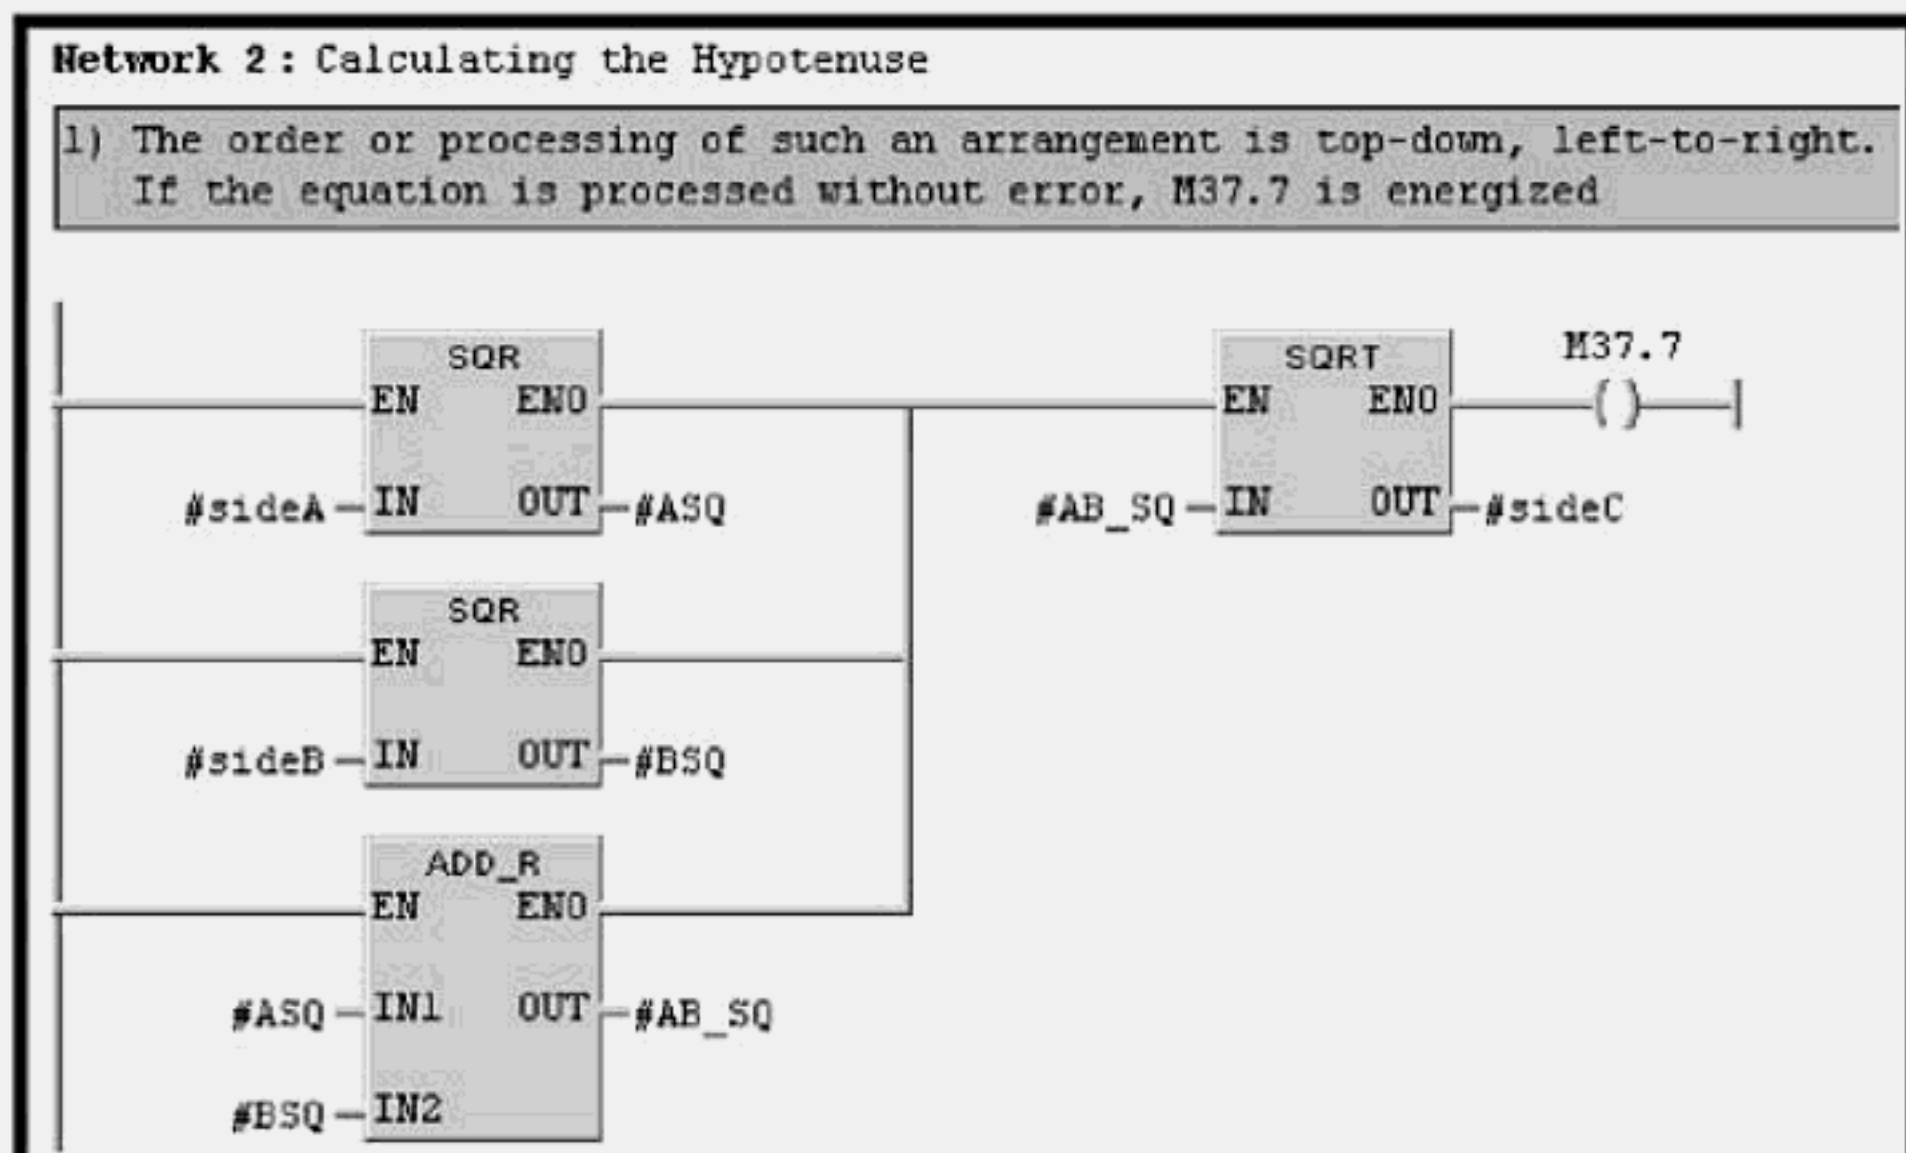 Network 2: Calculating the Hypotenuse
1) The order or processing of such an arrangement is top-down, left-to-right.
If the equation is processed without error, M37.7 is energized
SQR
EN ENO
#sideA IN OUT #ASQ
SQRT
M37.7
EN ENO ( )
#AB_SQ IN OUT #sideC
SQR
EN ENO
#sideB IN OUT #BSQ
ADD_R
EN ENO
#ASQ IN1 OUT #AB_SQ
#BSQ IN2